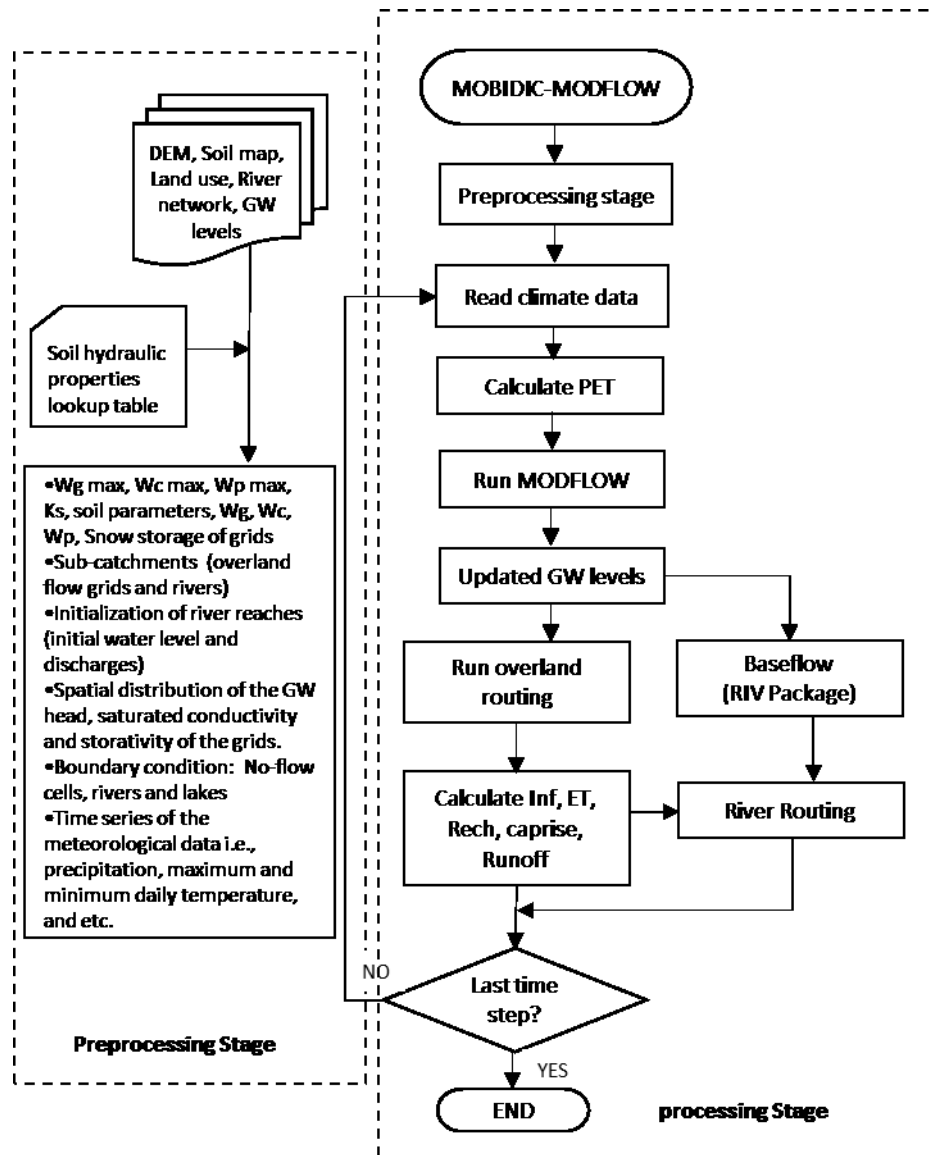 DEM, Soil map,
Land use, River
network, GW
levels
Soil hydraulic
properties
lookup table
•Wg max, Wc max, Wp max,
Ks, soil parameters, Wg, Wc,
Wp, Snow storage of grids
•Sub-catchments (overland
flow grids and rivers)
•Initialization of river reaches
(initial water level and
discharges)
•Spatial distribution of the GW
head, saturated conductivity
and storativity of the grids.
•Boundary condition: No-flow
cells, rivers and lakes
•Time series of the
meteorological data i.e.,
precipitation, maximum and
minimum daily temperature,
and etc.
Preprocessing Stage
MOBIDIC-MODFLOW
Preprocessing stage
Read climate data
Calculate PET
Run MODFLOW
Updated GW levels
Run overland
routing
Baseflow
(RIV Package)
Calculate Inf, ET,
Rech, caprise,
Runoff
River Routing
NO
Last time
step?
YES
END
processing Stage